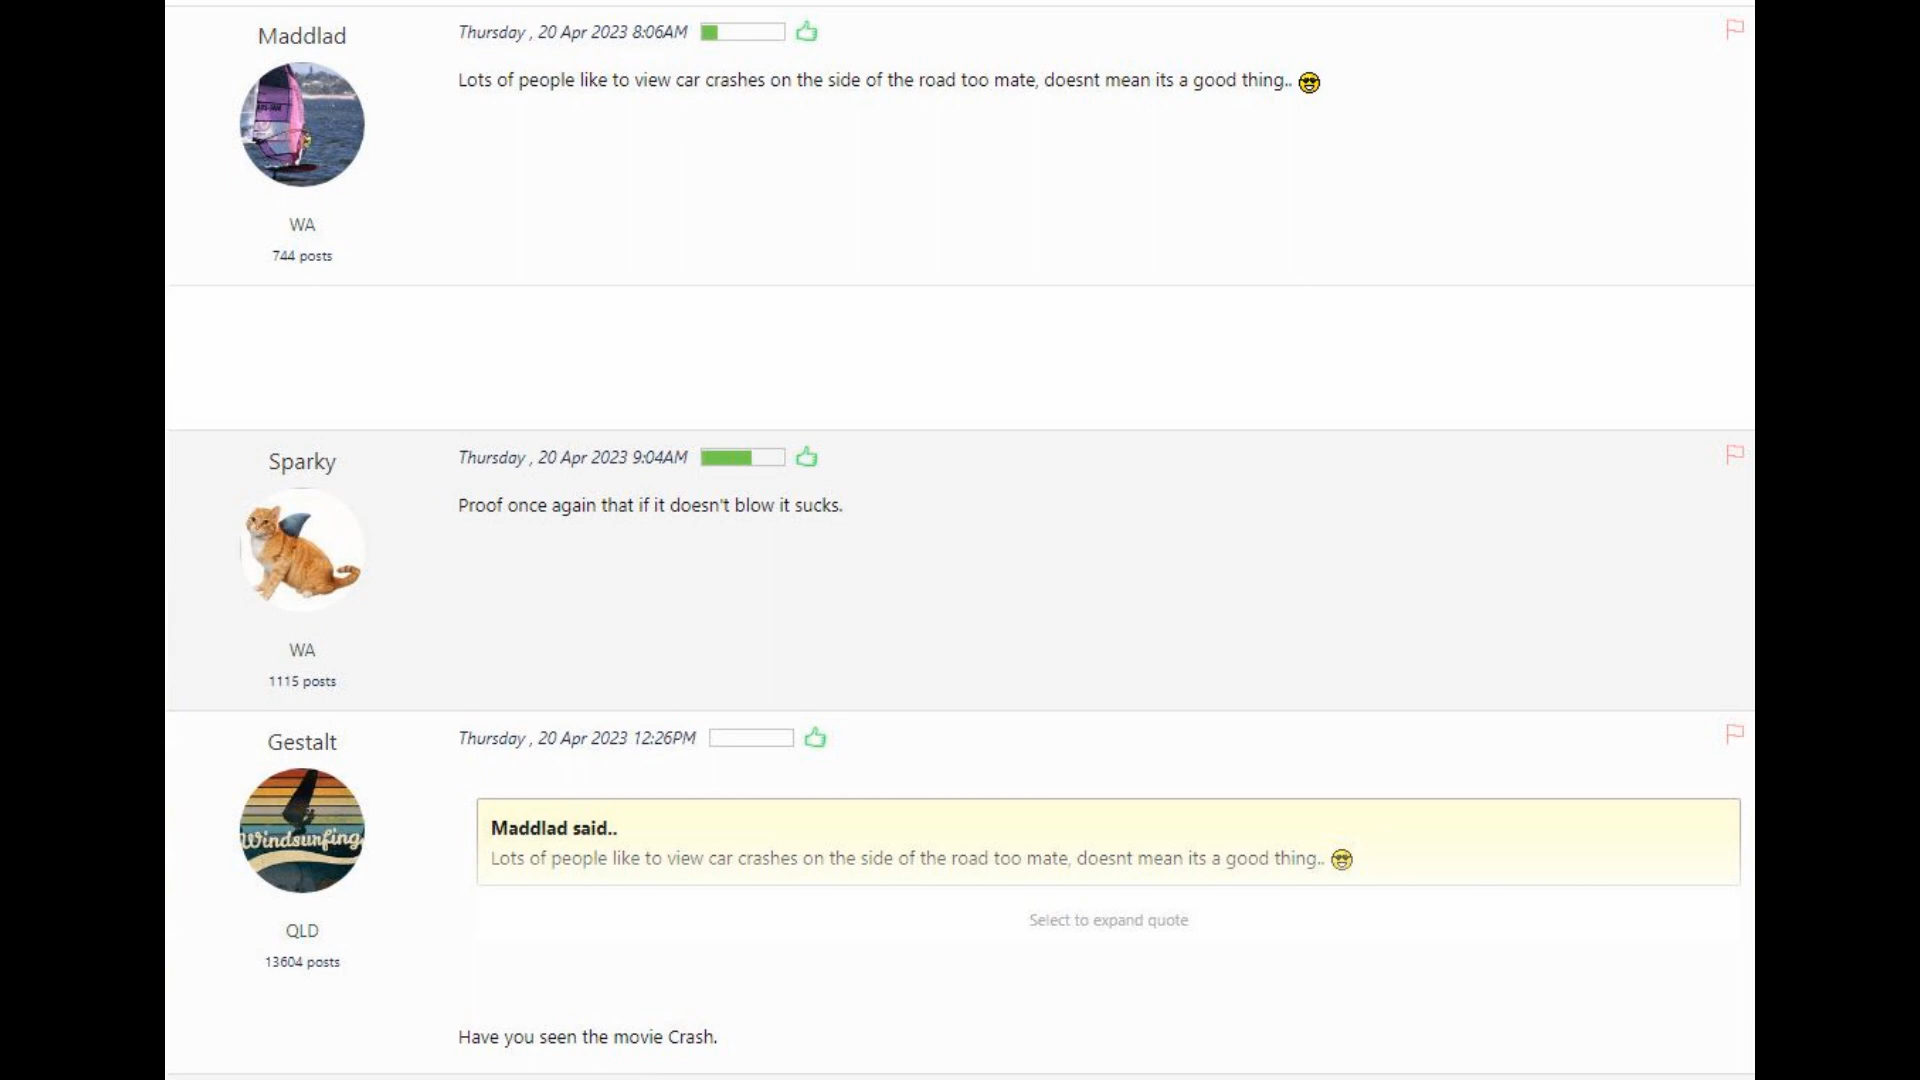 Maddlad
Thursday , 20 Apr 2023 8:06AM
Lots of people like to view car crashes on the side of the road too mate, doesnt mean its a good thing..
WA
744 posts
Sparky
Thursday , 20 Apr 2023 9:04AM
Proof once again that if it doesn't blow it sucks.
WA
1115 posts
Gestalt
Thursday , 20 Apr 2023 12:26PM
Windsurfing
Maddlad said..
Lots of people like to view car crashes on the side of the road too mate, doesnt mean its a good thing..
Select to expand quote
QLD
13604 posts
Have you seen the movie Crash.